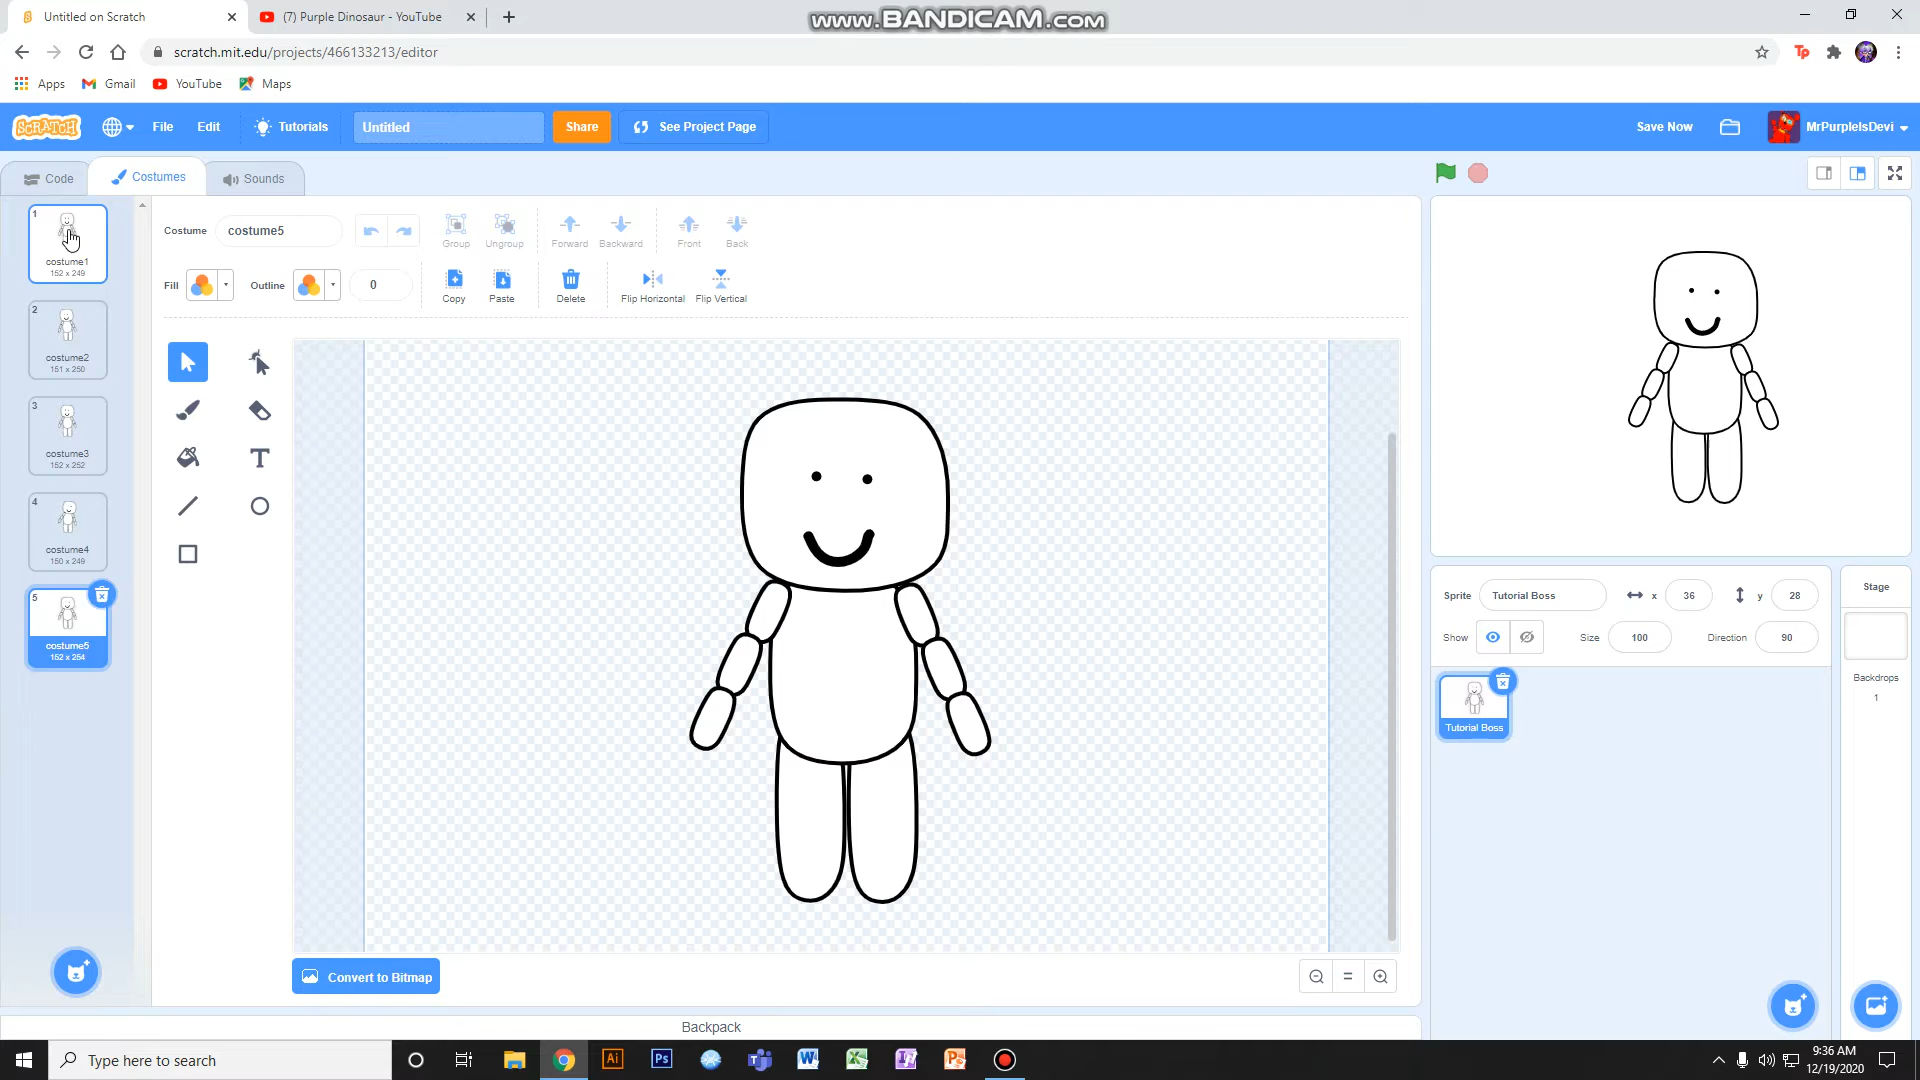 Untitled on Scratch
(7) Purple Dinosaur - YouTube
www.BANDICAM.com
scratch.mit.edu/projects/466133213/editor
Tp
Apps
Gmail
YouTube
Maps
SCRATCH
File
Edit
Tutorials
Untitled
Share
See Project Page
Save Now
MrPurpleIsDevi
Code
Costumes
Sounds
1
costume1
152 x 249
2
costume2
151 x 250
3
costume3
152 x 252
4
costume4
150 x 249
5
costume5
152 x 254
Costume
costume5
Group
Ungroup
Forward
Backward
Front
Back
Fill
Outline
0
Copy
Paste
Delete
Flip Horizontal
Flip Vertical
T
Convert to Bitmap
Backpack
Sprite
Tutorial Boss
x
36
y
28
Show
Size
100
Direction
90
Tutorial Boss
Stage
Backdrops
1
Type here to search
Ai
Ps
9:36 AM
12/19/2020